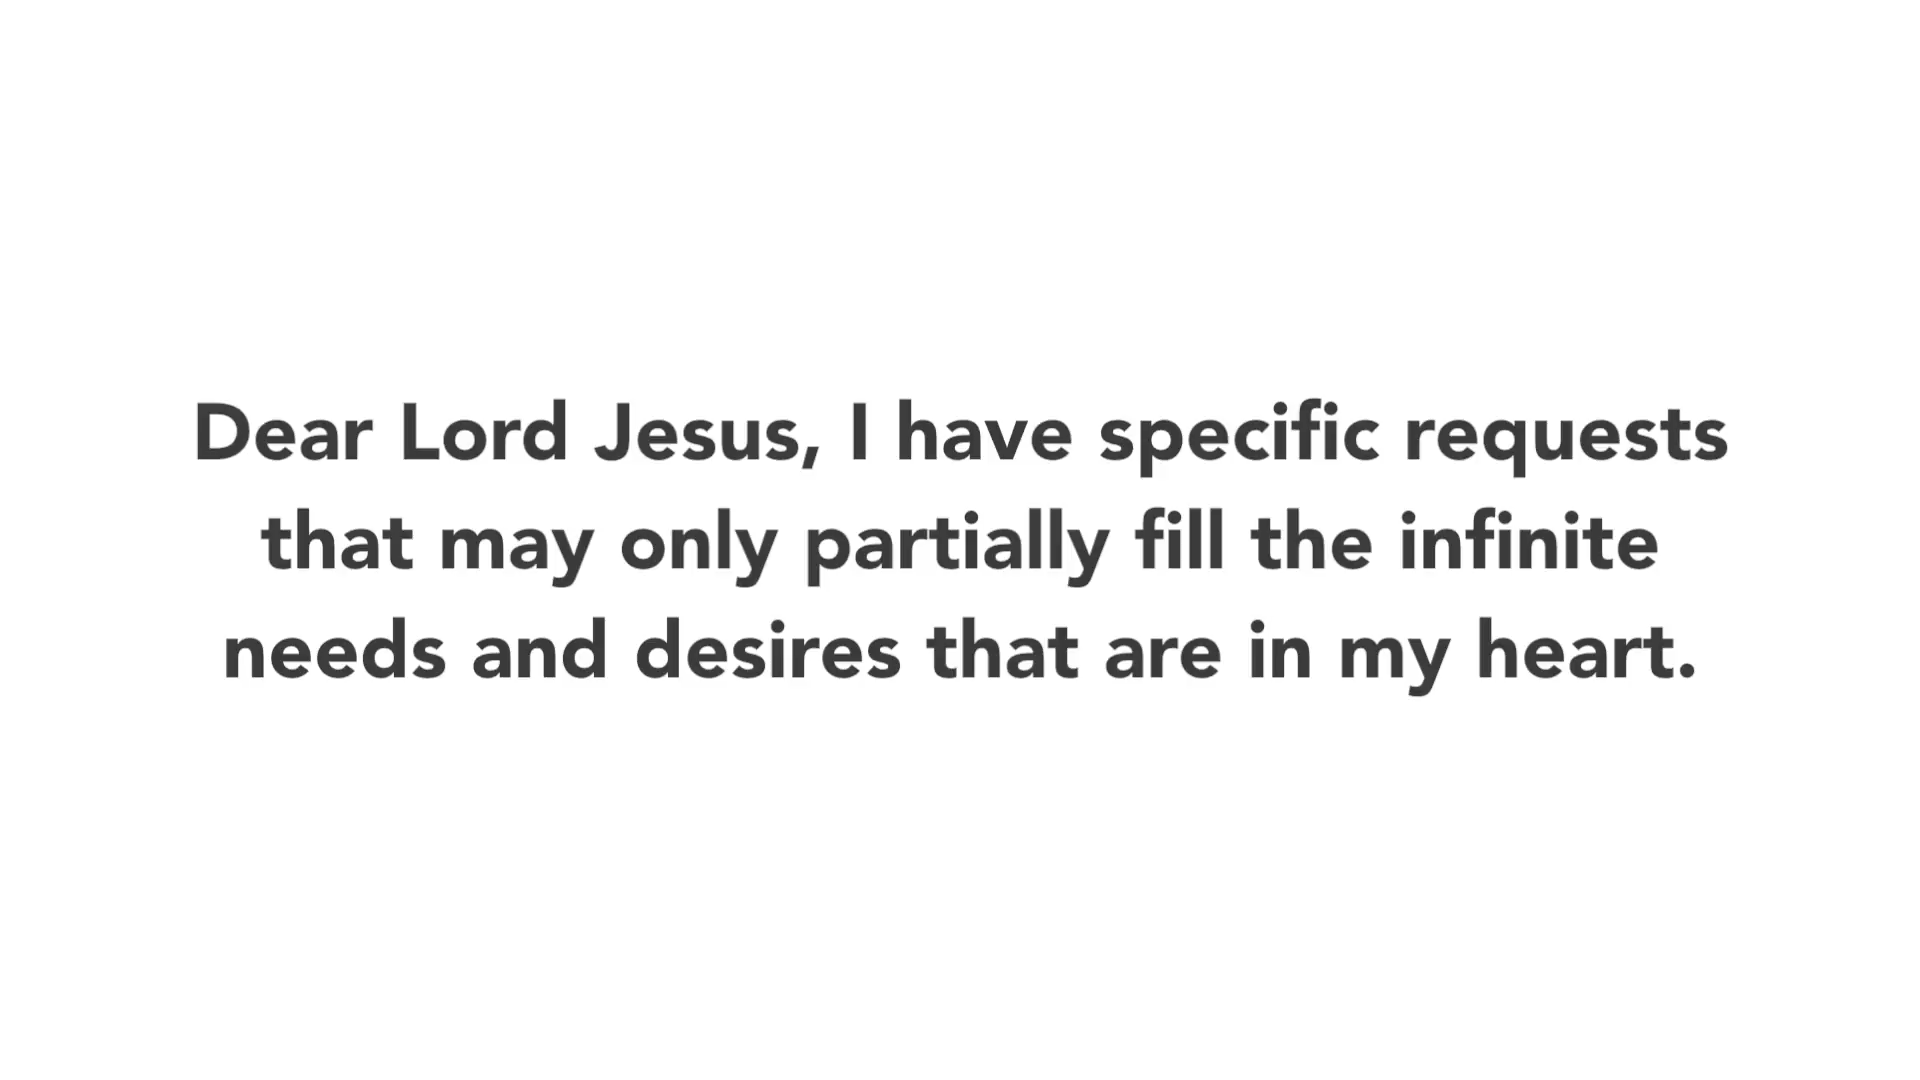 Dear Lord Jesus, I have specific requests
that may only partially fill the infinite
needs and desires that are in my heart.